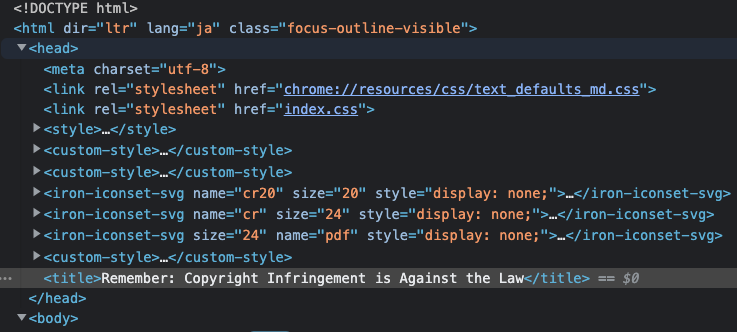 <!DOCTYPE html>
<html dir="ltr" lang="ja" class="focus-outline-visible">
▼<head>
<meta charset="utf-8">
<link rel="stylesheet" href="chrome://resources/css/text_defaults_md.css">
<link rel="stylesheet" href="index.css">
▶<style>…</style>
▶<custom-style>…</custom-style>
▶<custom-style>…</custom-style>
▶<iron-iconset-svg name="cr20" size="20" style="display: none;">…</iron-iconset-svg>
▶<iron-iconset-svg name="cr" size="24" style="display: none;">…</iron-iconset-svg>
▶<iron-iconset-svg size="24" name="pdf" style="display: none;">…</iron-iconset-svg>
▶<custom-style>…</custom-style>
…<title>Remember: Copyright Infringement is Against the Law</title> == $0
</head>
▼<body>